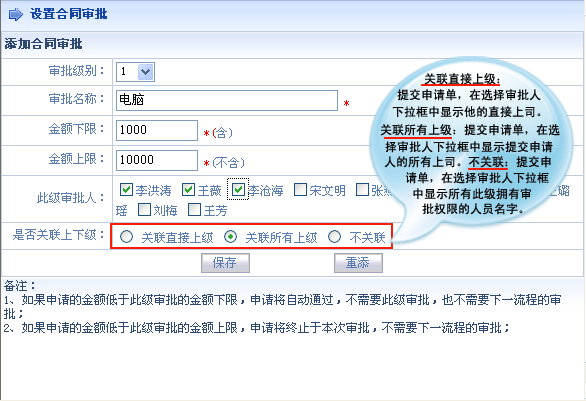 设置合同审批
添加合同审批
审批级别： 1
审批名称： 电脑 *
金额下限： 1000 *(含)
金额上限： 10000 *(不含)
此级审批人： 李洪涛 王薇 李沧海 宋文明
瑶 刘梅 王芳
是否关联上下级： 关联直接上级 关联所有上级 不关联
保存 重添
备注：
1、如果申请的金额低于此级审批的金额下限，申请将自动通过，不需要此级审批，也不需要下一流程的审
批；
2、如果申请的金额低于此级审批的金额上限，申请将终止于本次审批，不需要下一流程的审批；
关联直接上级：
提交申请单，在选择审批人
下拉框中显示他的直接上司。
关联所有上级：提交申请单，在选
择审批人下拉框中显示提交申请
人的所有上司。不关联：提交申
请单，在选择审批人下拉框
中显示所有此级拥有审
批权限的人员名字。